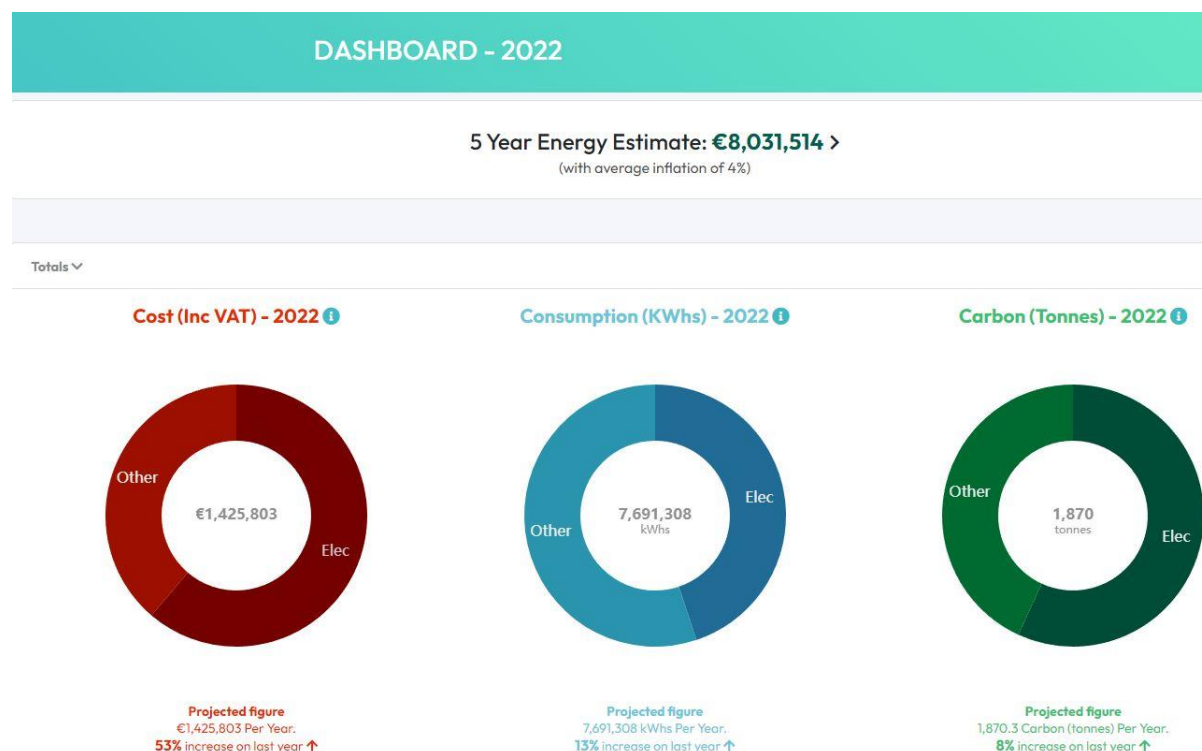 DASHBOARD - 2022
5 Year Energy Estimate: €8,031,514 >
(with average inflation of 4%)
Totals
Cost (Inc VAT) - 2022
Consumption (KWhs) - 2022
Carbon (Tonnes) - 2022
Other
€1,425,803
Elec
Other
7,691,308
kWhs
Elec
Other
1,870
tonnes
Elec
Projected figure
€1,425,803 Per Year.
53% increase on last year ↑
Projected figure
7,691,308 kWhs Per Year.
13% increase on last year ↑
Projected figure
1,870.3 Carbon (tonnes) Per Year.
8% increase on last year ↑